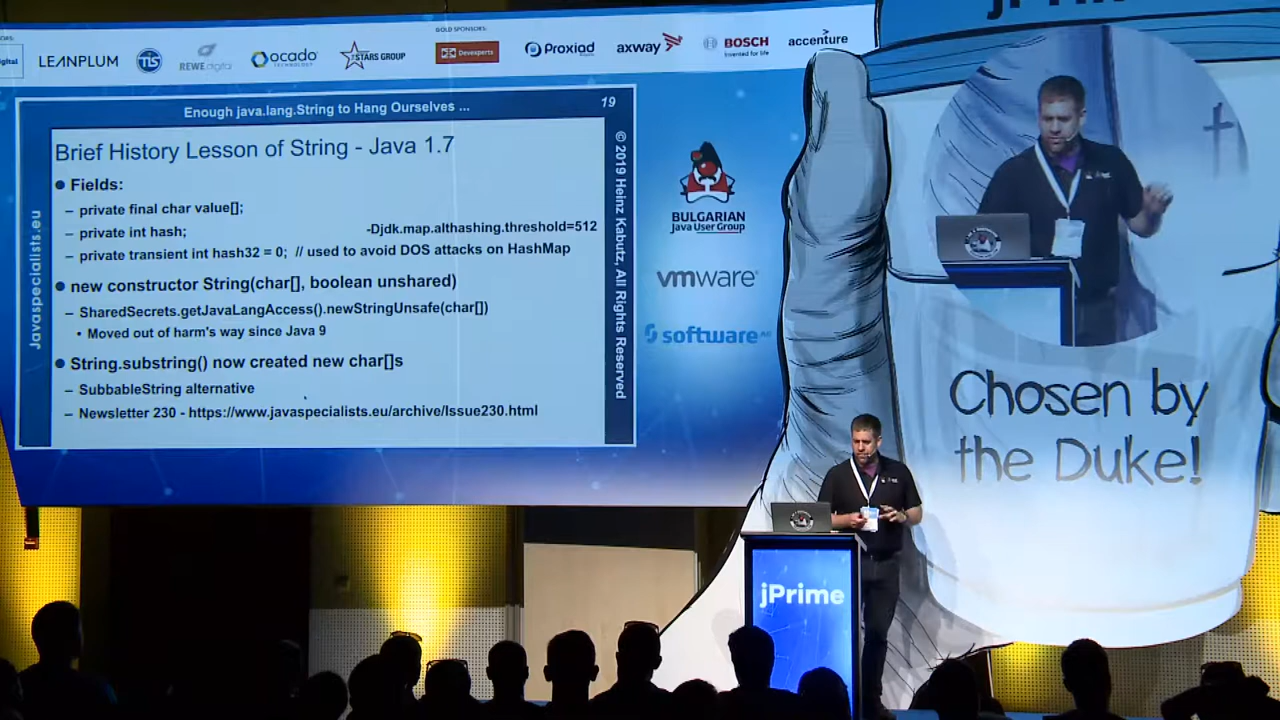 GOLD SPONSORS:
LEANPLUM
TIS
REWE digital
ocado
TECHNOLOGY
THE STARS GROUP
Devexperts
Proxiad
axway
BOSCH
Invented for life
accenture
Enough java.lang.String to Hang Ourselves ...
19
Brief History Lesson of String - Java 1.7
● Fields:
– private final char value[];
– private int hash;
-Djdk.map.althashing.threshold=512
– private transient int hash32 = 0; // used to avoid DOS attacks on HashMap
● new constructor String(char[], boolean unshared)
– SharedSecrets.getJavaLangAccess().newStringUnsafe(char[])
• Moved out of harm's way since Java 9
● String.substring() now created new char[]s
– SubbableString alternative
– Newsletter 230 - https://www.javaspecialists.eu/archive/Issue230.html
Javaspecialists.eu
© 2019 Heinz Kabutz, All Rights Reserved
BULGARIAN
Java User Group
vmware
software AG
Chosen by
the Duke!
jPrime